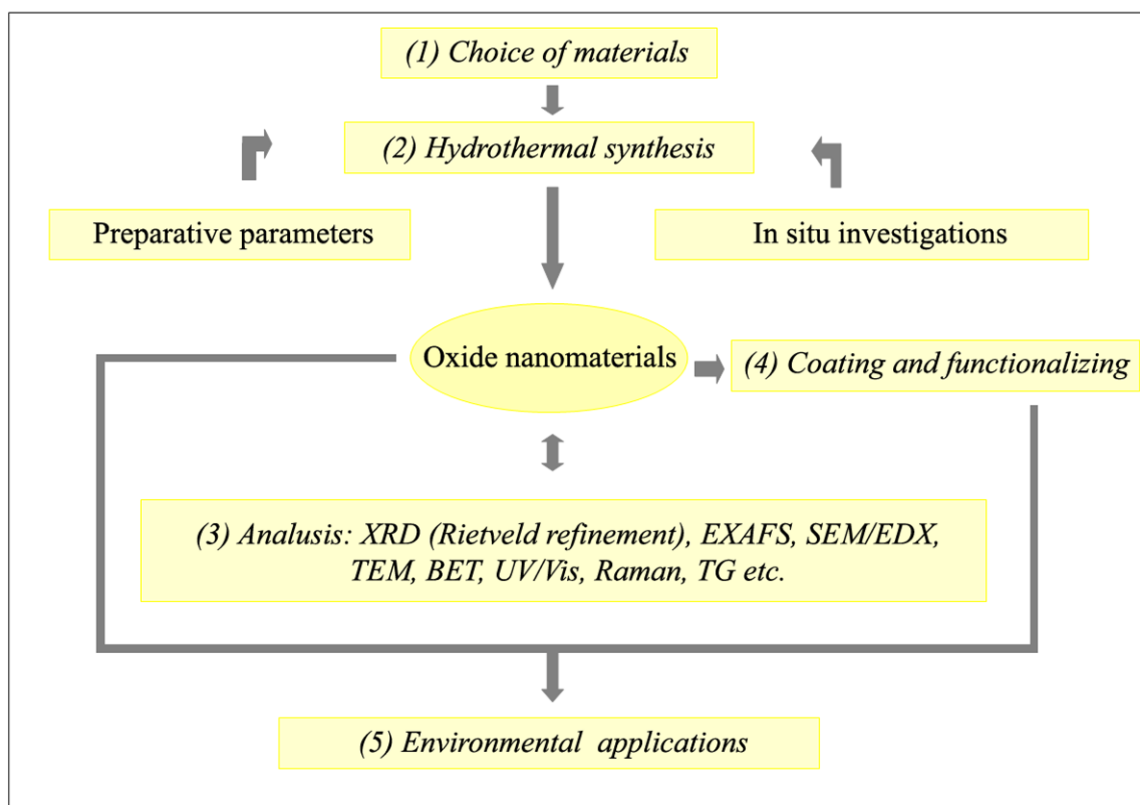 (1) Choice of materials
(2) Hydrothermal synthesis
Preparative parameters
In situ investigations
Oxide nanomaterials
(4) Coating and functionalizing
(3) Analusis: XRD (Rietveld refinement), EXAFS, SEM/EDX,
TEM, BET, UV/Vis, Raman, TG etc.
(5) Environmental applications